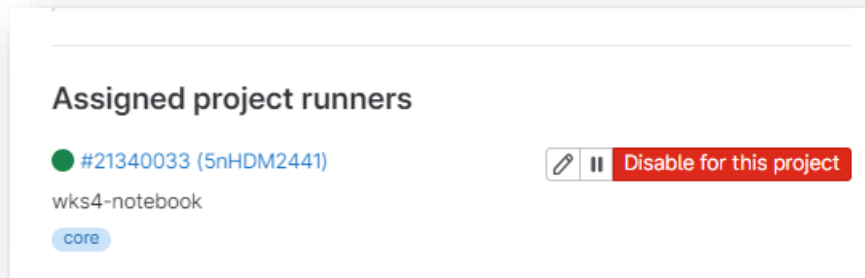 Assigned project runners
#21340033 (5nHDM2441)
Disable for this project
wks4-notebook
core